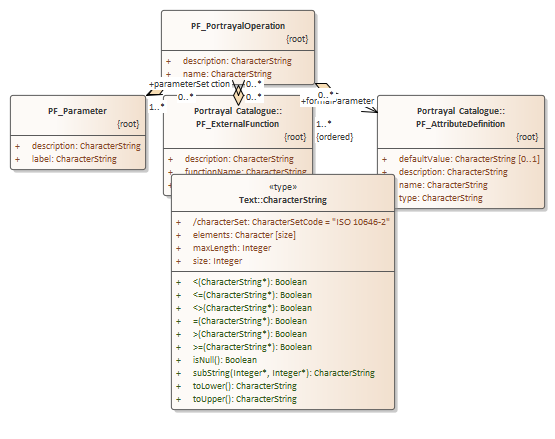 PF_PortrayalOperation
{root}
+ description: CharacterString
+ name: CharacterString
+parameterSet ction 0..*
0..* 0..* 0..*
1..*
+formalParameter
1..*
{ordered}
PF_Parameter
{root}
+ description: CharacterString
+ label: CharacterString
Portrayal Catalogue::
PF_ExternalFunction
{root}
+ description: CharacterString
+ functionName: CharacterString
+
Portrayal Catalogue::
PF_AttributeDefinition
{root}
+ defaultValue: CharacterString [0..1]
+ description: CharacterString
name: CharacterString
type: CharacterString
«type»
Text::CharacterString
+ /characterSet: CharacterSetCode = "ISO 10646-2"
+ elements: Character [size]
+ maxLength: Integer
+ size: Integer
+ <(CharacterString*): Boolean
+ <=(CharacterString*): Boolean
+ <>(CharacterString*): Boolean
+ =(CharacterString*): Boolean
+ >(CharacterString*): Boolean
+ >=(CharacterString*): Boolean
+ isNull(): Boolean
+ subString(Integer*, Integer*): CharacterString
+ toLower(): CharacterString
+ toUpper(): CharacterString